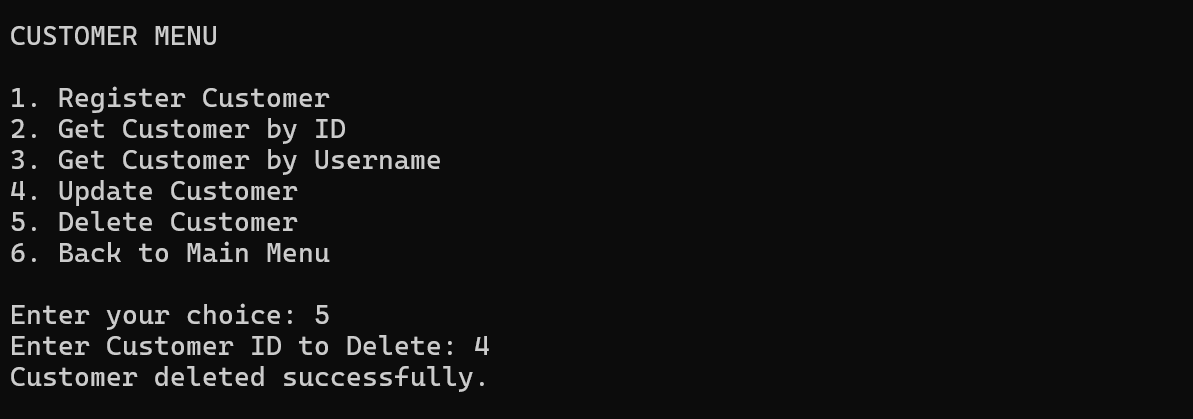 CUSTOMER MENU
1. Register Customer
2. Get Customer by ID
3. Get Customer by Username
4. Update Customer
5. Delete Customer
6. Back to Main Menu
Enter your choice: 5
Enter Customer ID to Delete: 4
Customer deleted successfully.